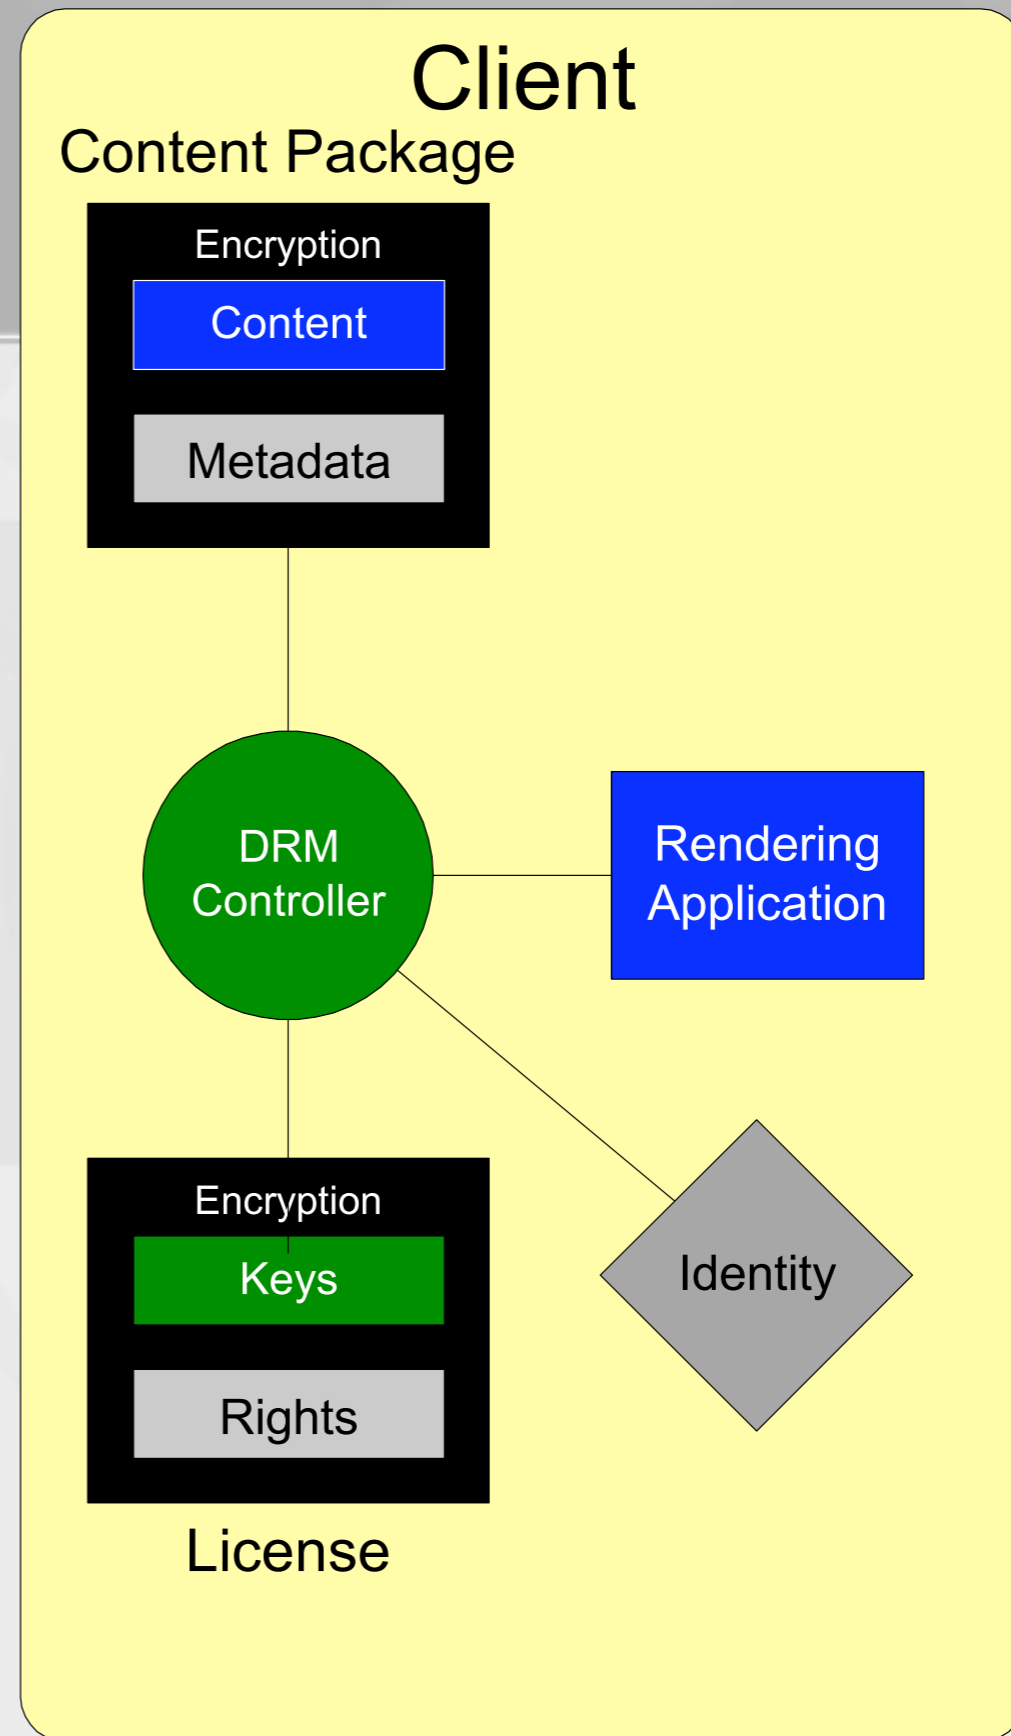 Client
Content Package
Encryption
Content
Metadata
DRM
Controller
Rendering
Application
Encryption
Keys
Identity
Rights
License